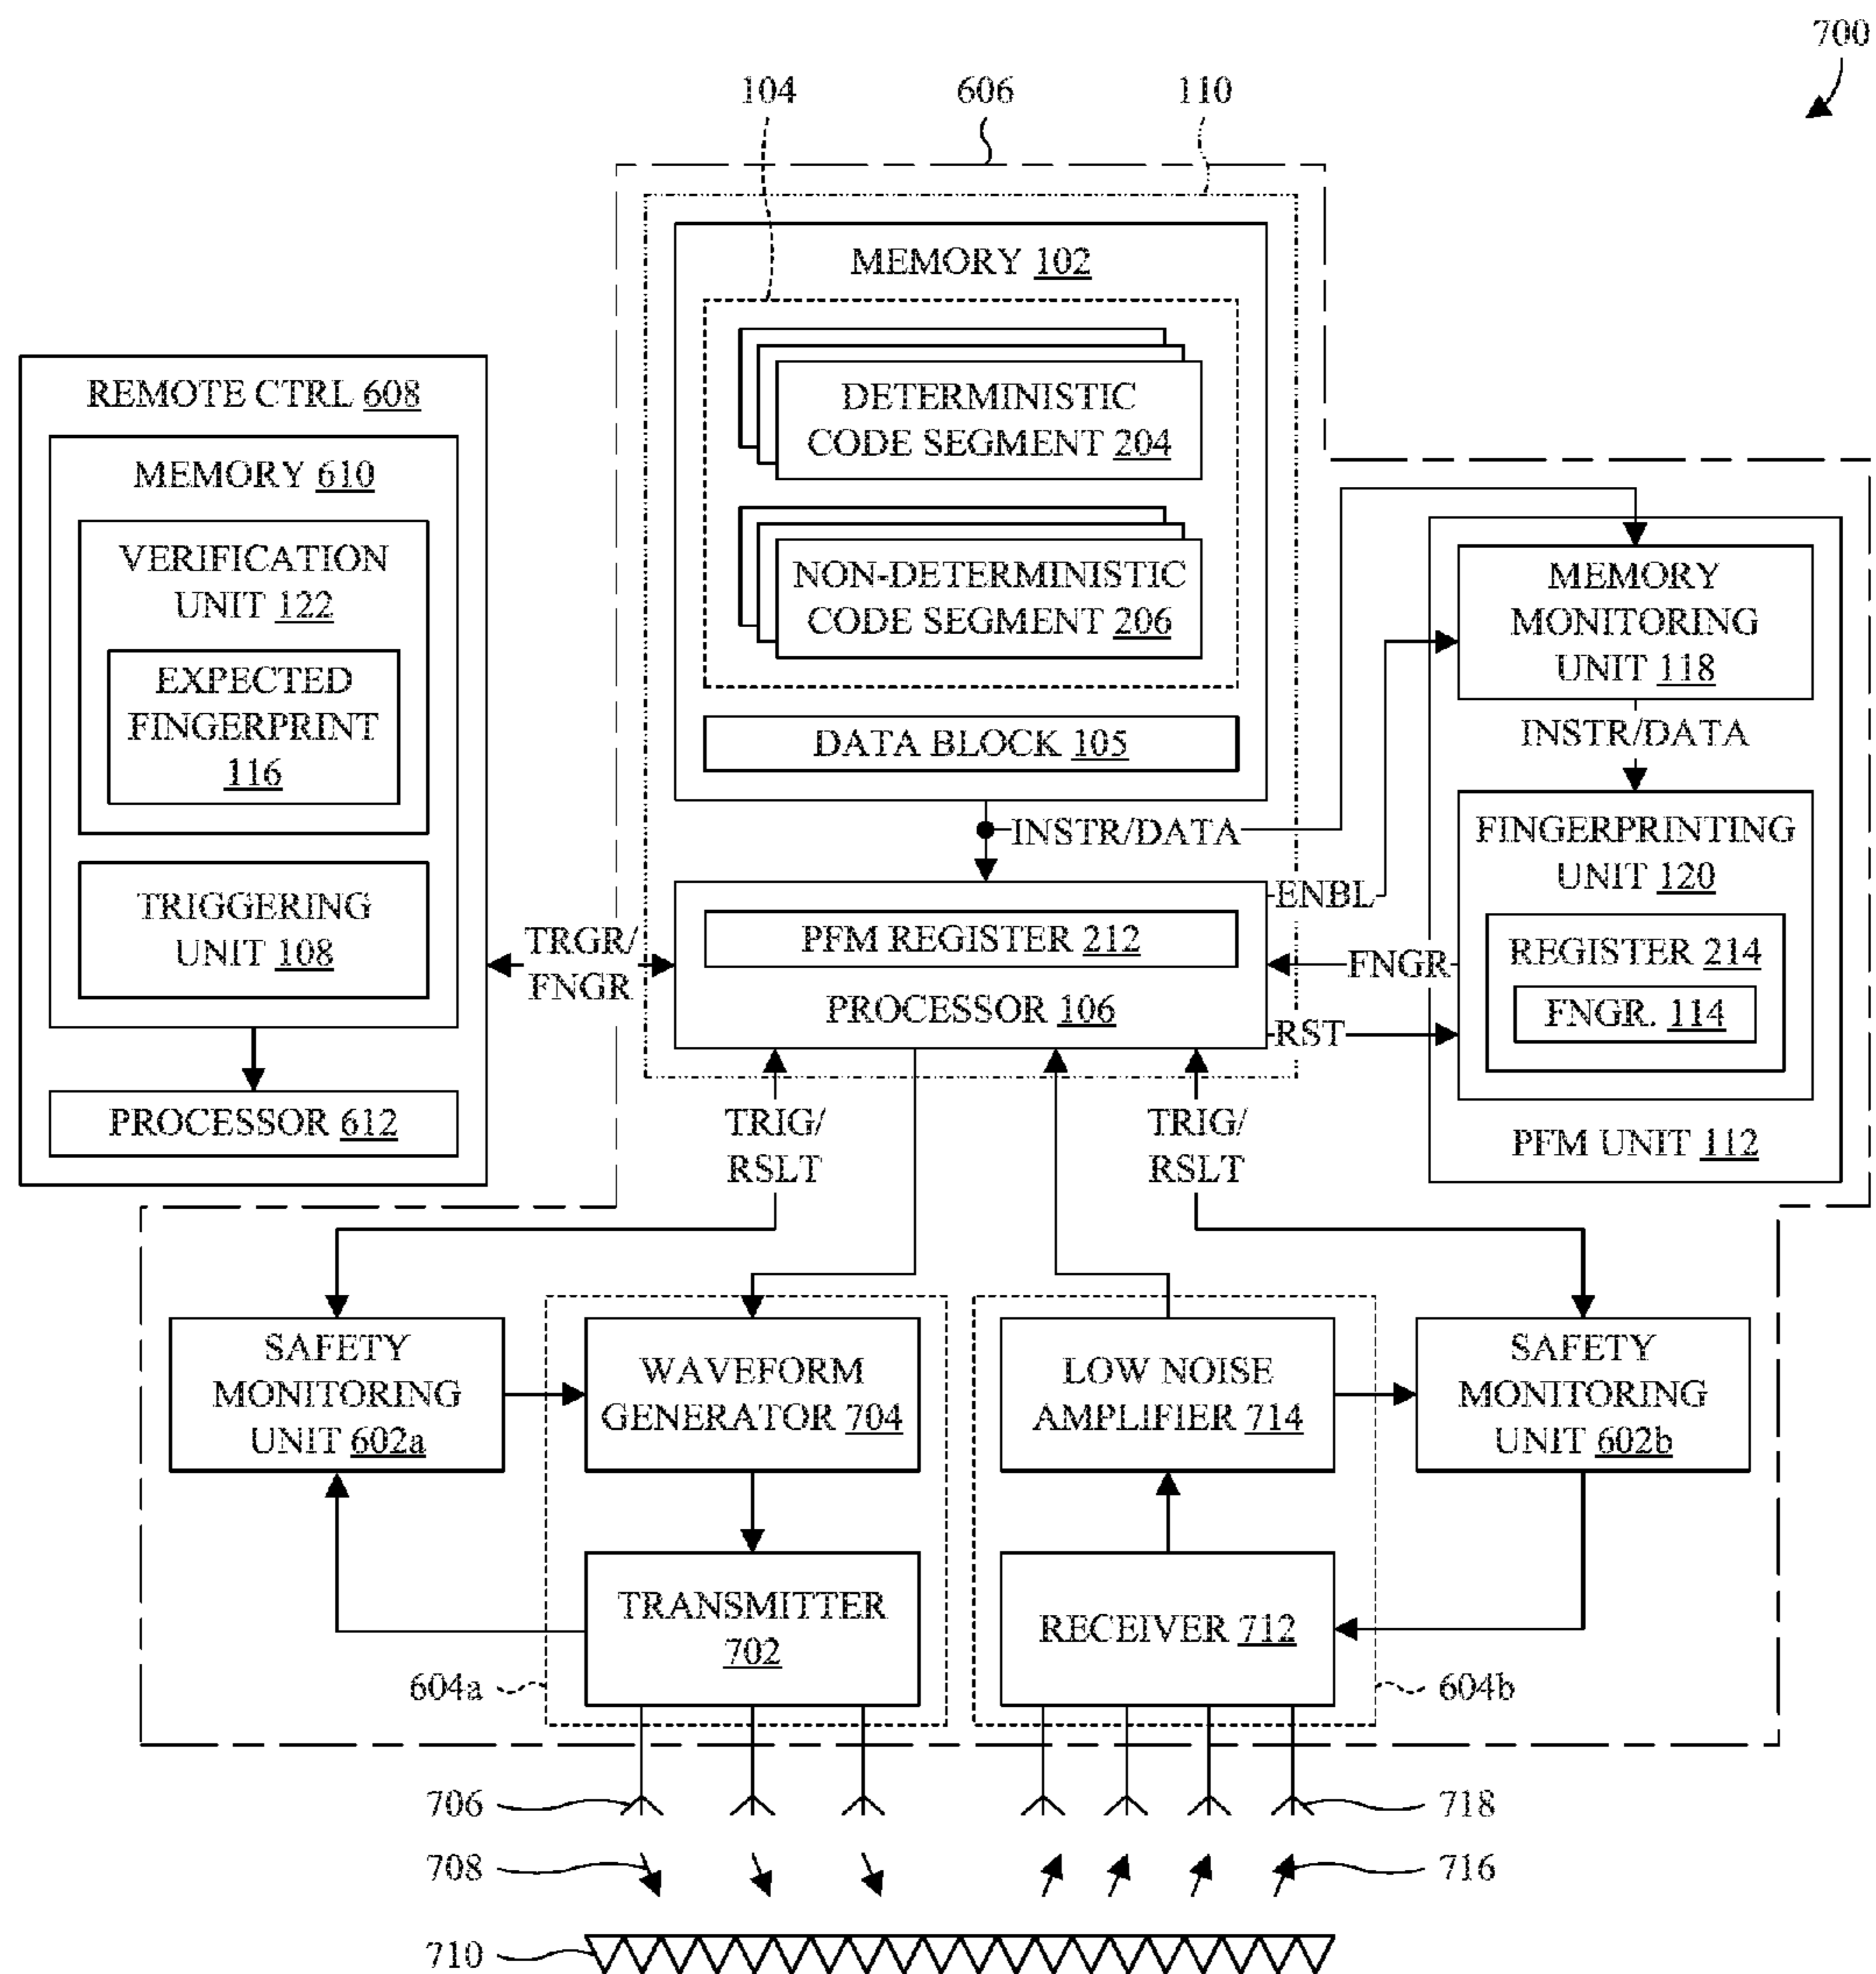 700
104
606
110
MEMORY 102
DETERMINISTIC
CODE SEGMENT 204
NON-DETERMINISTIC
CODE SEGMENT 206
DATA BLOCK 105
INSTR/DATA
REMOTE CTRL 608
MEMORY 610
VERIFICATION
UNIT 122
EXPECTED
FINGERPRINT
116
TRIGGERING
UNIT 108
PROCESSOR 612
TRGR/
FNGR
PFM REGISTER 212
PROCESSOR 106
ENBL
FNGR
RST
MEMORY
MONITORING
UNIT 118
INSTR/DATA
FINGERPRINTING
UNIT 120
REGISTER 214
FNGR. 114
PFM UNIT 112
TRIG/
RSLT
TRIG/
RSLT
SAFETY
MONITORING
UNIT 602a
WAVEFORM
GENERATOR 704
LOW NOISE
AMPLIFIER 714
SAFETY
MONITORING
UNIT 602b
TRANSMITTER
702
RECEIVER 712
604a
604b
706
718
708
716
710